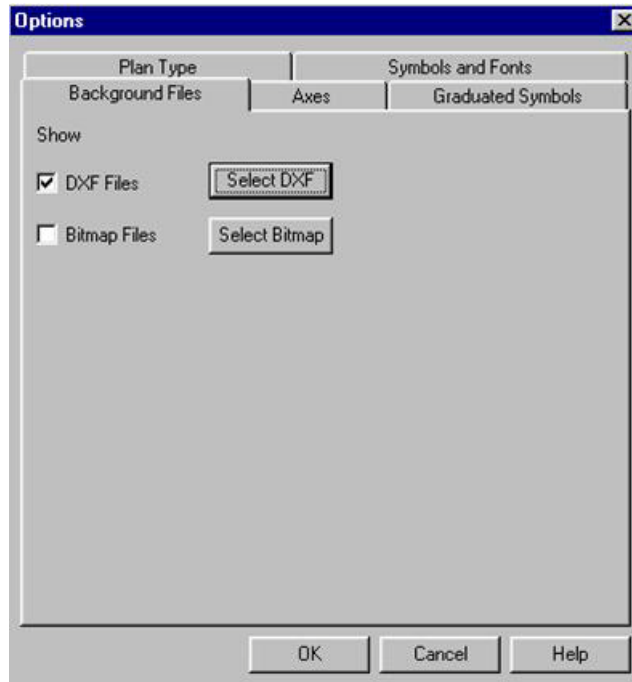 Options
Plan Type Symbols and Fonts
Background Files Axes Graduated Symbols
Show
DXF Files Select DXF
Bitmap Files Select Bitmap
OK Cancel Help